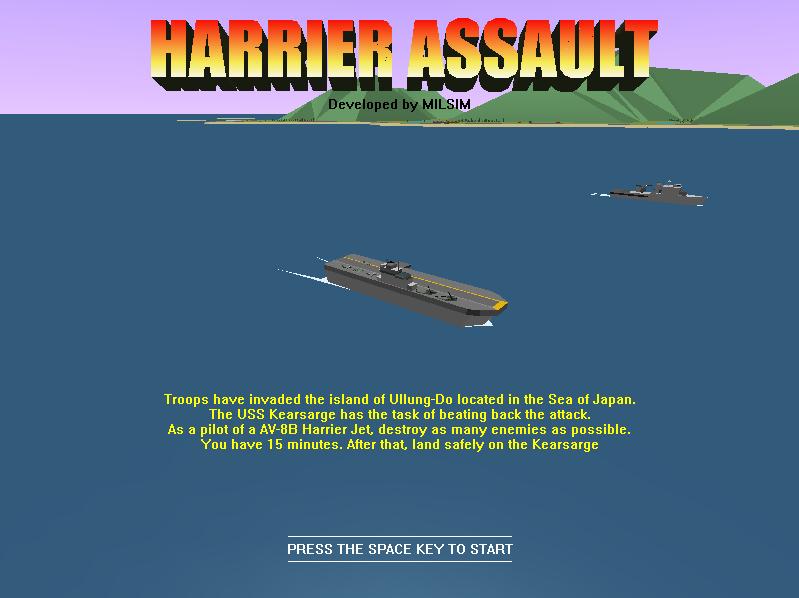 HARRIER ASSAULT
Developed by MILSIM
Troops have invaded the island of Ullung-Do located in the Sea of Japan.
The USS Kearsarge has the task of beating back the attack.
As a pilot of a AV-8B Harrier Jet, destroy as many enemies as possible.
You have 15 minutes. After that, land safely on the Kearsarge
PRESS THE SPACE KEY TO START